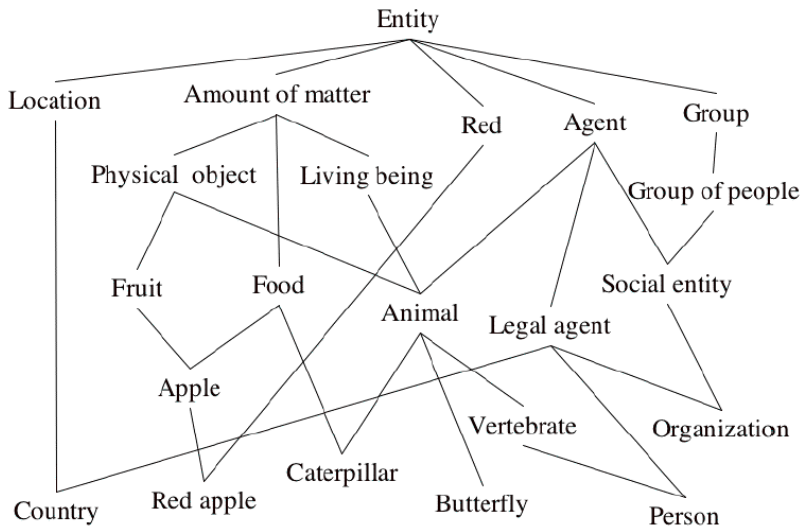 Entity
Location
Amount of matter
Red
Agent
Group
Physical object
Living being
Group of people
Fruit
Food
Animal
Legal agent
Social entity
Apple
Vertebrate
Organization
Country
Red apple
Caterpillar
Butterfly
Person